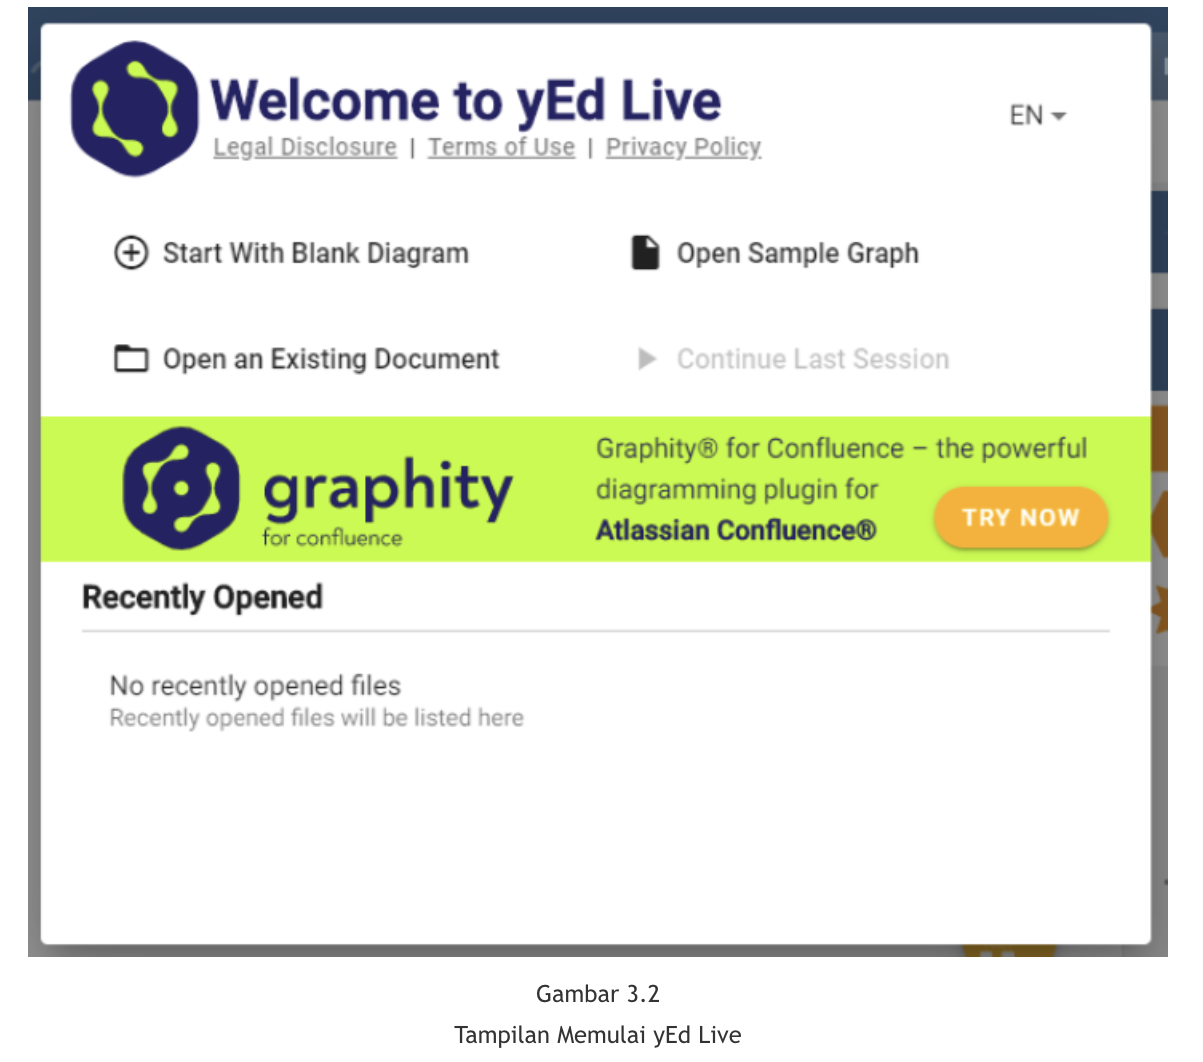 Welcome to yEd Live
EN
Legal Disclosure | Terms of Use | Privacy Policy
Start With Blank Diagram
Open Sample Graph
Open an Existing Document
Continue Last Session
graphity
for confluence
Graphity® for Confluence – the powerful
diagramming plugin for
Atlassian Confluence®
TRY NOW
Recently Opened
No recently opened files
Recently opened files will be listed here
Gambar 3.2
Tampilan Memulai yEd Live